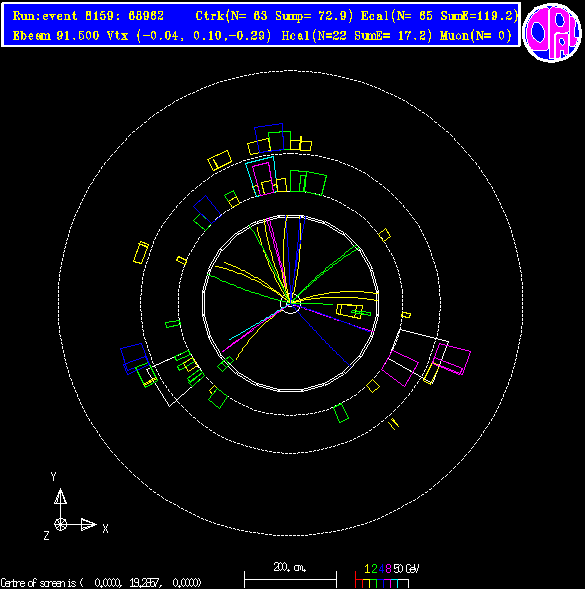 Run:event 8159: 68962 Ctrk(N= 63 Sump= 72.9) Ecal(N= 65 SumE=119.2)
Ebeam 91.500 Vtx (-0.04, 0.10,-0.29) Hcal(N=22 SumE= 17.2) Muon(N= 0)
OPAL
Y
X
Z
200. cm.
1 2 4 8 50 GeV
Centre of screen is ( 0.0000, 19.2857, 0.0000)